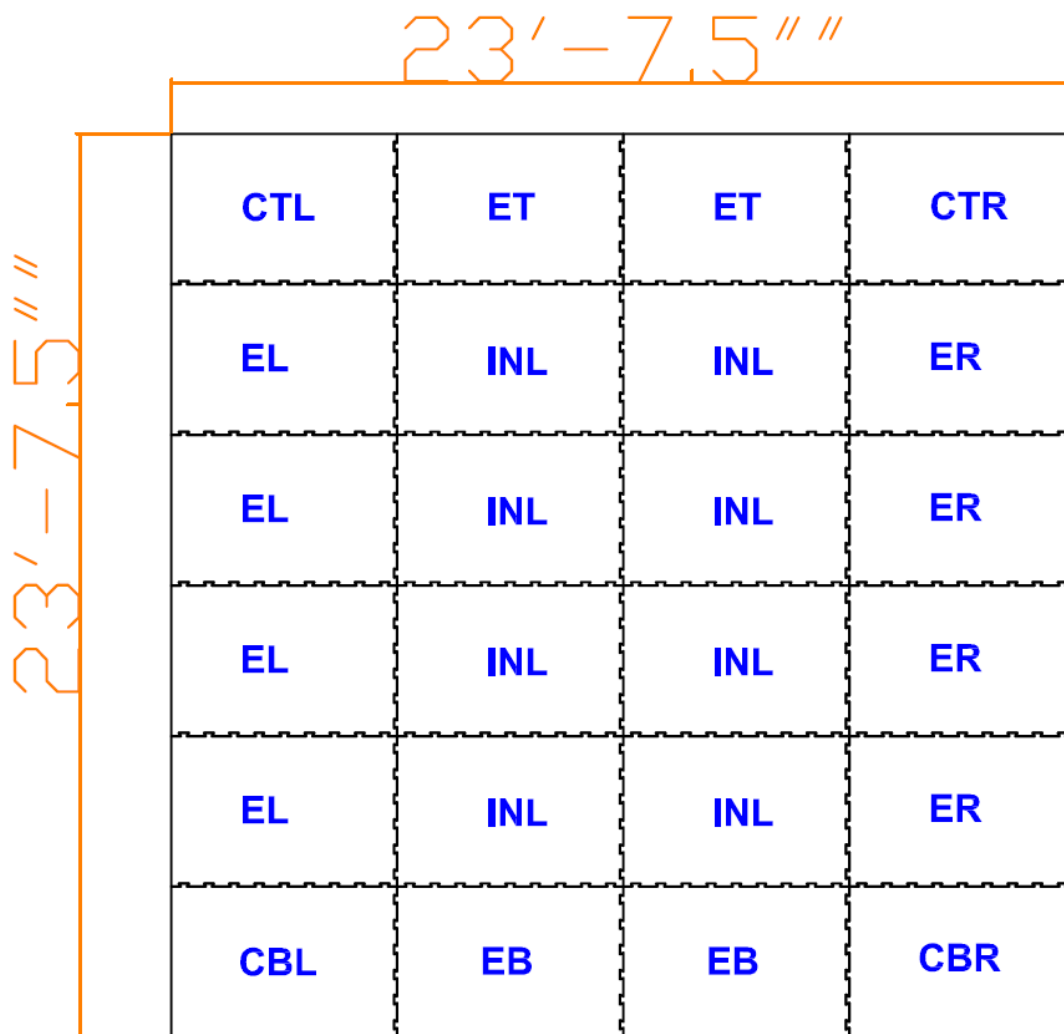 23'-7.5""
23'-7.5""
CTL ET ET CTR
EL INL INL ER
EL INL INL ER
EL INL INL ER
EL INL INL ER
CBL EB EB CBR